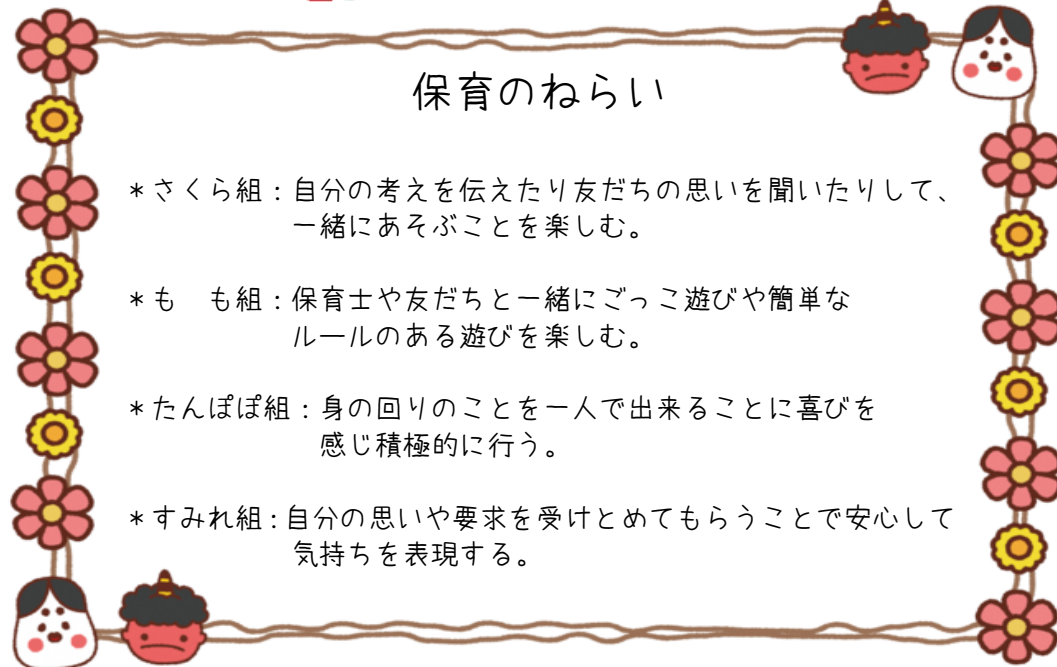 保育のねらい
*さくら組：自分の考えを伝えたり友だちの思いを聞いたりして、
一緒にあそぶことを楽しむ。
*も　も組：保育士や友だちと一緒にごっこ遊びや簡単な
ルールのある遊びを楽しむ。
*たんぽぽ組：身の回りのことを一人で出来ることに喜びを
感じ積極的に行う。
*すみれ組：自分の思いや要求を受けとめてもらうことで安心して
気持ちを表現する。